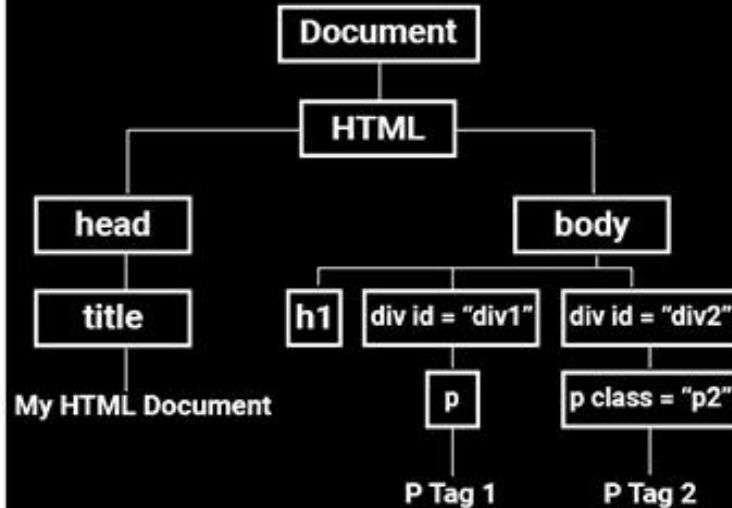 Document
HTML
head
body
title
h1
div id = “div1”
div id = “div2”
My HTML Document
p
p class = “p2”
P Tag 1
P Tag 2